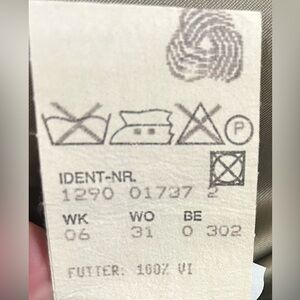 P
IDENT-NR.
1290 01737 2
WK WO BE
06 31 0 302
FUTTER: 100% VI